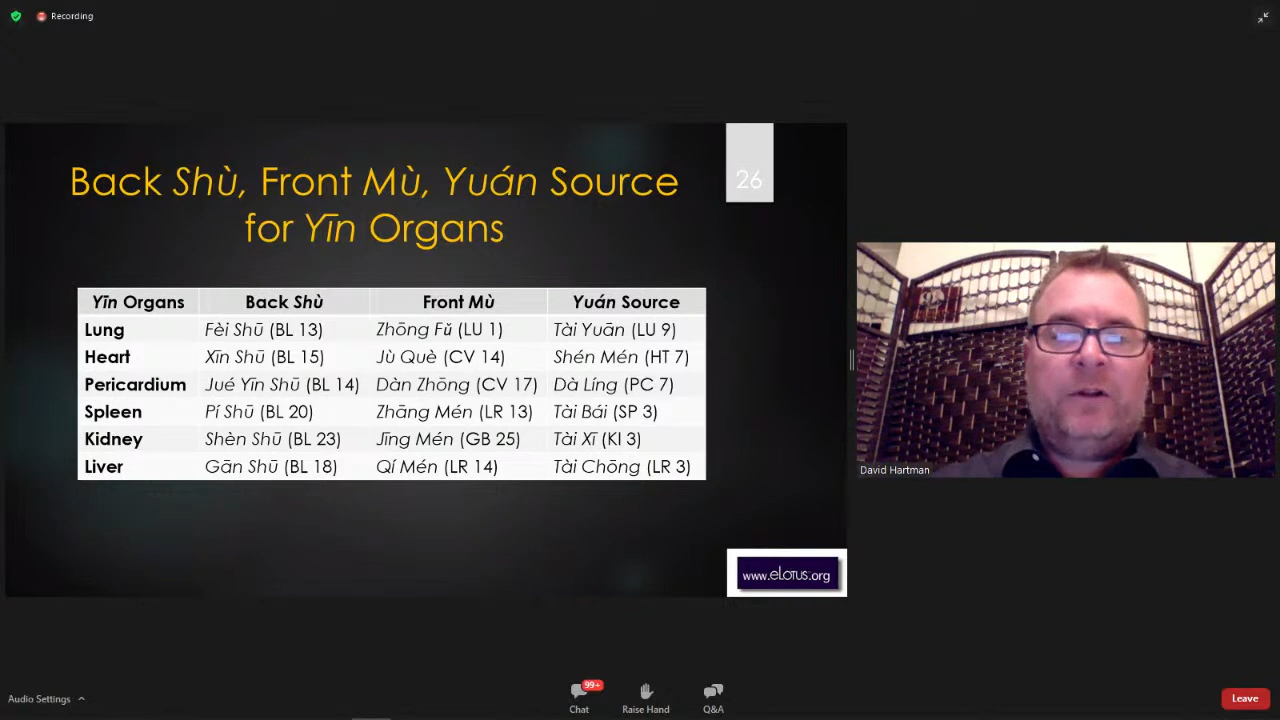 Recording
Back Shù, Front Mù, Yuán Source
for Yīn Organs
26
Yīn Organs Back Shù Front Mù Yuán Source
Lung Fèi Shū (BL 13) Zhōng Fǔ (LU 1) Tài Yuān (LU 9)
Heart Xīn Shū (BL 15) Jù Què (CV 14) Shén Mén (HT 7)
Pericardium Jué Yīn Shū (BL 14) Dàn Zhōng (CV 17) Dà Líng (PC 7)
Spleen Pí Shū (BL 20) Zhāng Mén (LR 13) Tài Bái (SP 3)
Kidney Shèn Shū (BL 23) Jīng Mén (GB 25) Tài Xī (KI 3)
Liver Gān Shū (BL 18) Qí Mén (LR 14) Tài Chōng (LR 3)
David Hartman
www.eLotus.org
Audio Settings
99+
Chat
Raise Hand
Q&A
Leave